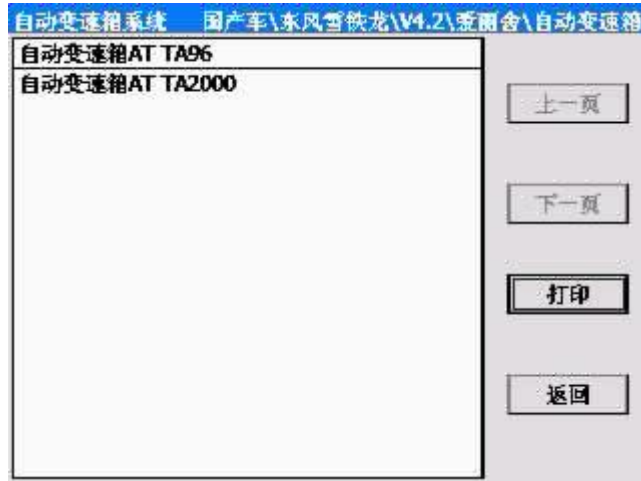 自动变速箱系统 国产车\东风雪铁龙\V4.2\爱丽舍\自动变速箱
自动变速箱AT TA96
自动变速箱AT TA2000
上一页
下一页
打印
返回